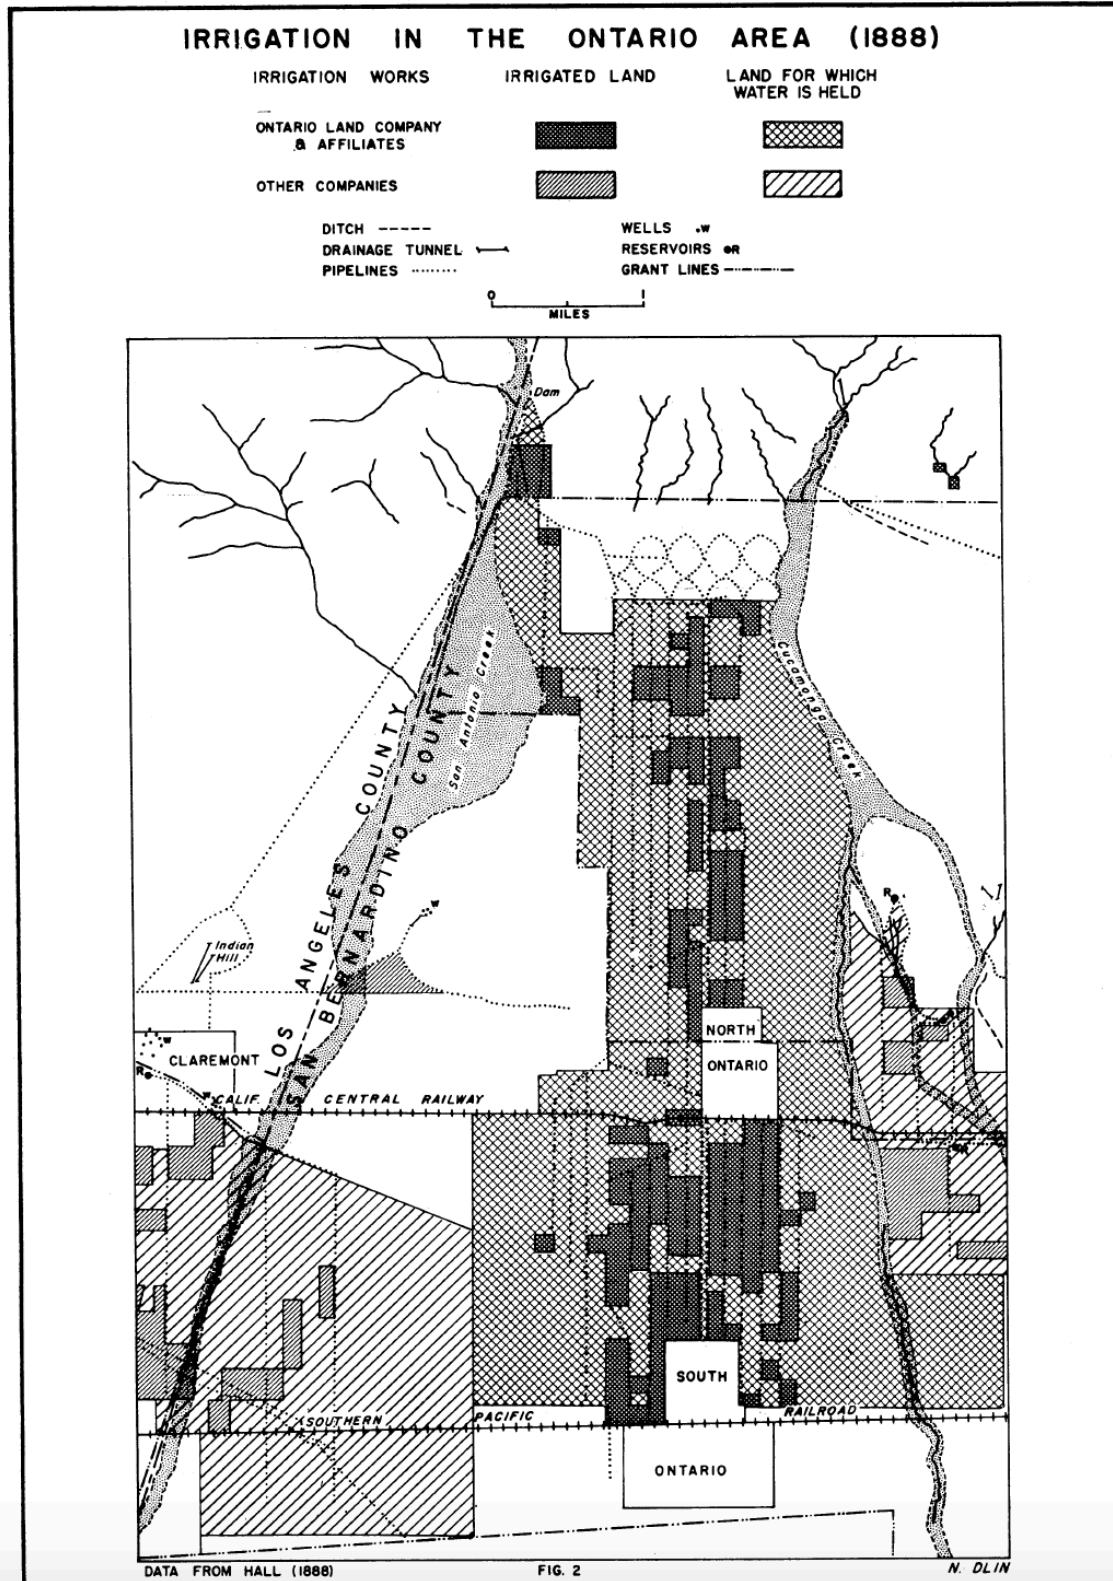 IRRIGATION IN THE ONTARIO AREA (1888)
IRRIGATION WORKS
IRRIGATED LAND
LAND FOR WHICH
WATER IS HELD
ONTARIO LAND COMPANY
& AFFILIATES
OTHER COMPANIES
DITCH
DRAINAGE TUNNEL
PIPELINES
WELLS .W
RESERVOIRS R
GRANT LINES
0 1
MILES
Dam
Cucamonga Creek
San Antonio Creek
LOS ANGELES COUNTY
SAN BERNARDINO COUNTY
W
R
Indian
Hill
NORTH
ONTARIO
W
CLAREMONT
R
W
CALIF. CENTRAL RAILWAY
SOUTH
SOUTHERN PACIFIC RAILROAD
ONTARIO
DATA FROM HALL (1888)
FIG. 2
N. DLIN